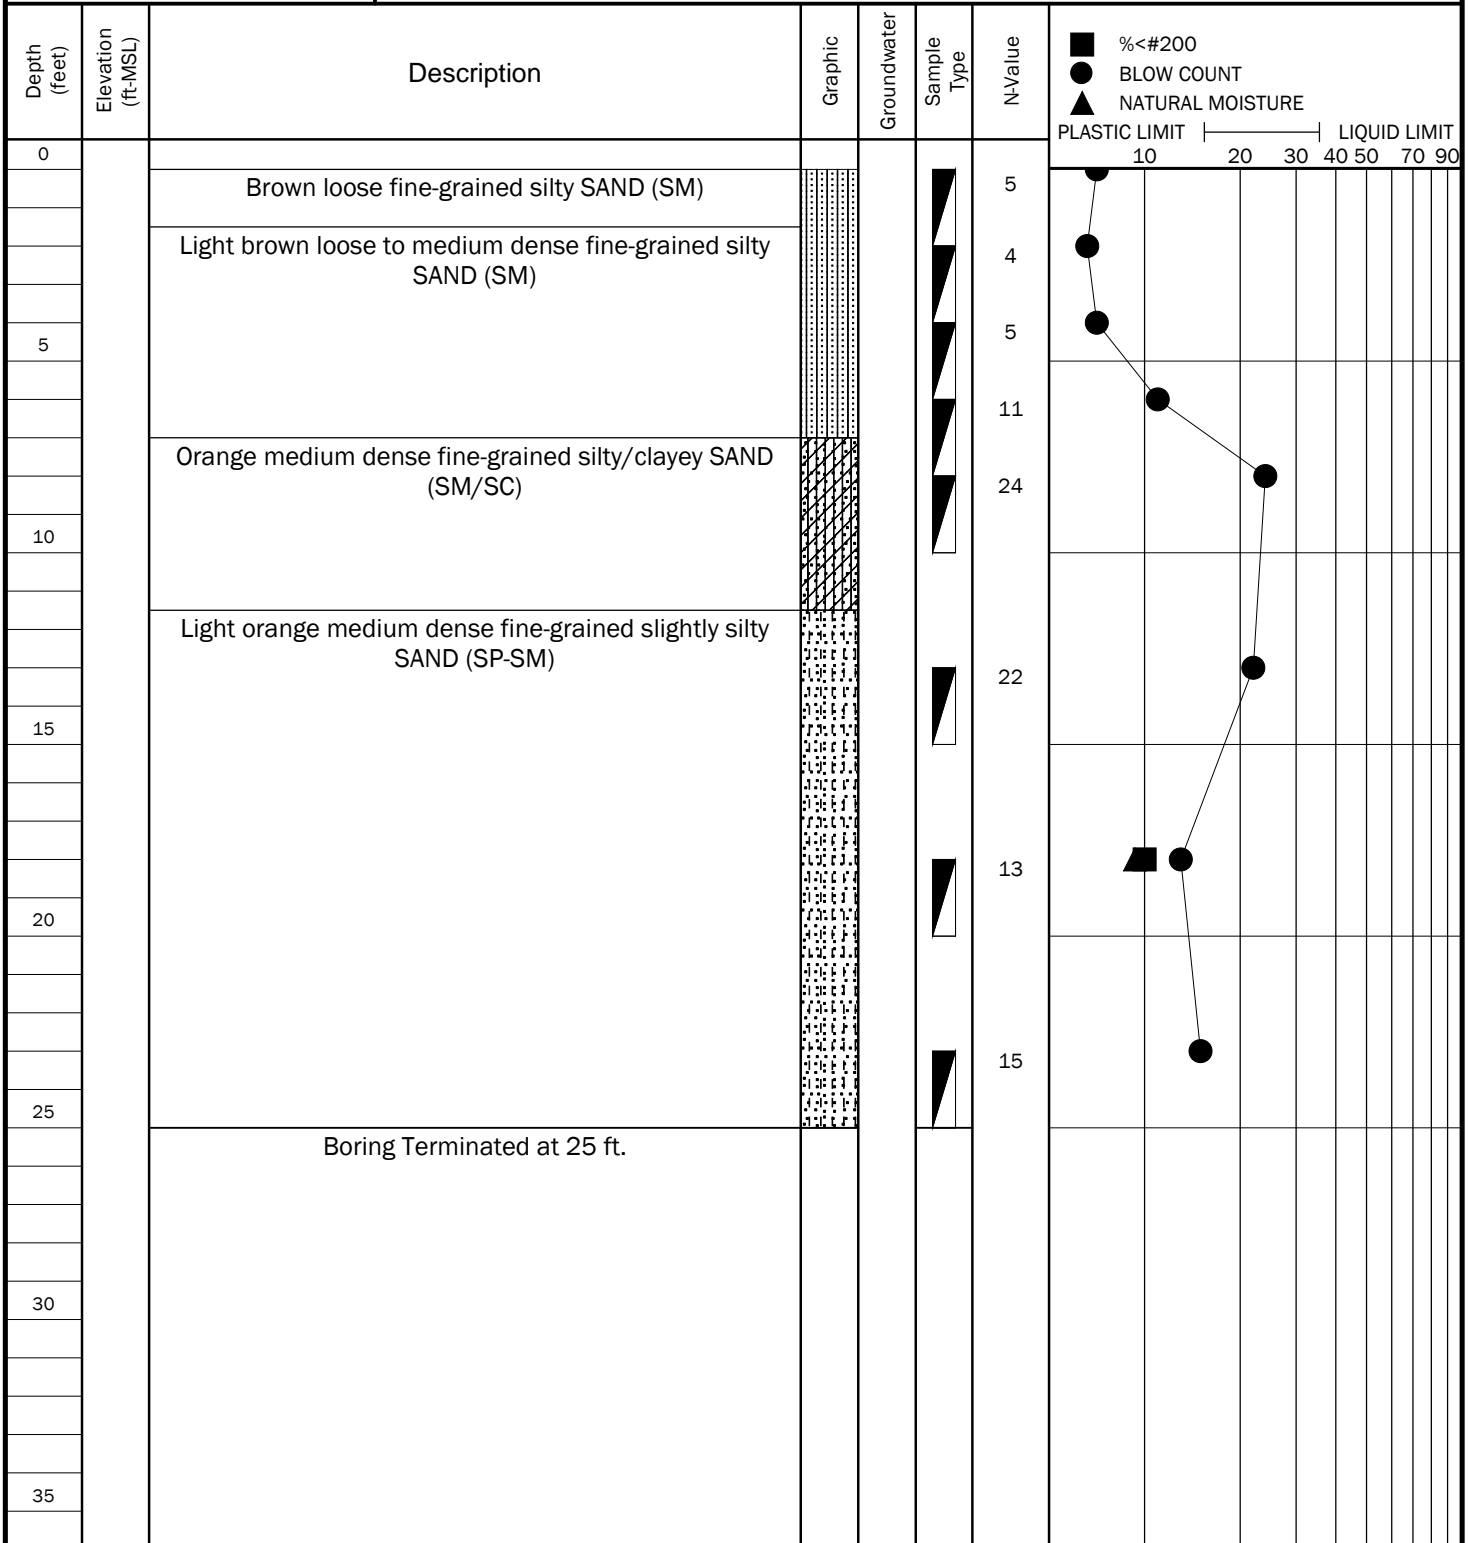 Depth
(feet)
Elevation
(ft-MSL)
Description
Graphic
Groundwater
Sample
Type
N-Value
%<#200
BLOW COUNT
NATURAL MOISTURE
PLASTIC LIMIT LIQUID LIMIT
10 20 30 40 50 70 90
0
Brown loose fine-grained silty SAND (SM)
5
Light brown loose to medium dense fine-grained silty
SAND (SM)
4
5
5
11
Orange medium dense fine-grained silty/clayey SAND
(SM/SC)
24
10
Light orange medium dense fine-grained slightly silty
SAND (SP-SM)
22
15
13
20
15
25
Boring Terminated at 25 ft.
30
35